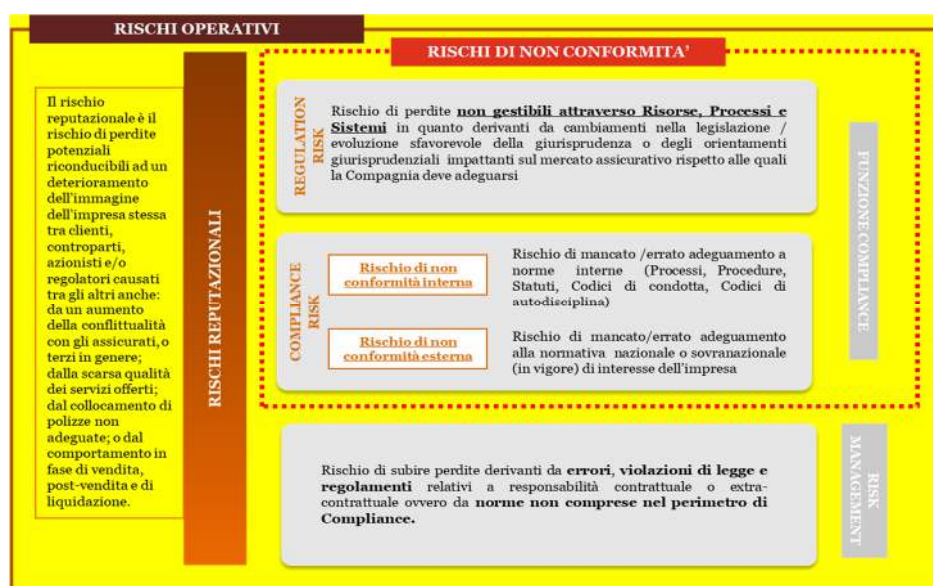 RISCHI OPERATIVI
RISCHI DI NON CONFORMITA’
Il rischio
reputazionale è il
rischio di perdite
potenziali
riconducibili ad un
deterioramento
dell’immagine
dell’impresa stessa
tra clienti,
controparti,
azionisti e/o
regolatori causati
tra gli altri anche:
da un aumento
della conflittualità
con gli assicurati, o
terzi in genere;
dalla scarsa qualità
dei servizi offerti;
dal collocamento di
polizze non
adeguate; o dal
comportamento in
fase di vendita,
post-vendita e di
liquidazione.
RISCHI REPUTAZIONALI
REGULATION
RISK
Rischio di perdite non gestibili attraverso Risorse, Processi e
Sistemi in quanto derivanti da cambiamenti nella legislazione /
evoluzione sfavorevole della giurisprudenza o degli orientamenti
giurisprudenziali impattanti sul mercato assicurativo rispetto alle quali
la Compagnia deve adeguarsi
COMPLIANCE
RISK
Rischio di non
conformità interna
Rischio di mancato /errato adeguamento a
norme interne (Processi, Procedure,
Statuti, Codici di condotta, Codici di
autodisciplina)
Rischio di non
conformità esterna
Rischio di mancato/errato adeguamento
alla normativa nazionale o sovranazionale
(in vigore) di interesse dell’impresa
FUNZIONE COMPLIANCE
Rischio di subire perdite derivanti da errori, violazioni di legge e
regolamenti relativi a responsabilità contrattuale o extra-
contrattuale ovvero da norme non comprese nel perimetro di
Compliance.
RISK
MANAGEMENT